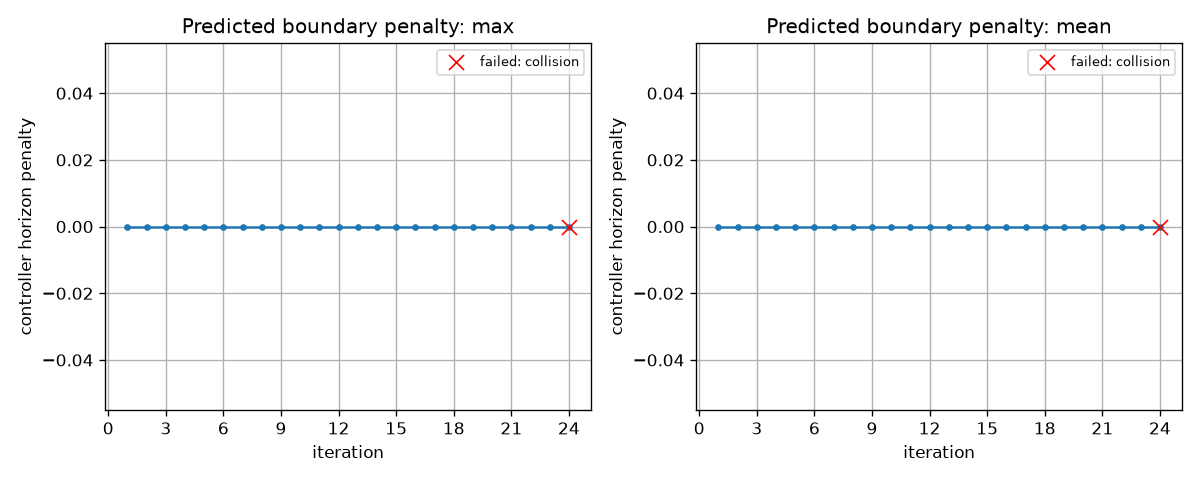 Predicted boundary penalty: max
failed: collision
controller horizon penalty
0.04
0.02
0.00
−0.02
−0.04
0 3 6 9 12 15 18 21 24
iteration
Predicted boundary penalty: mean
failed: collision
controller horizon penalty
0.04
0.02
0.00
−0.02
−0.04
0 3 6 9 12 15 18 21 24
iteration